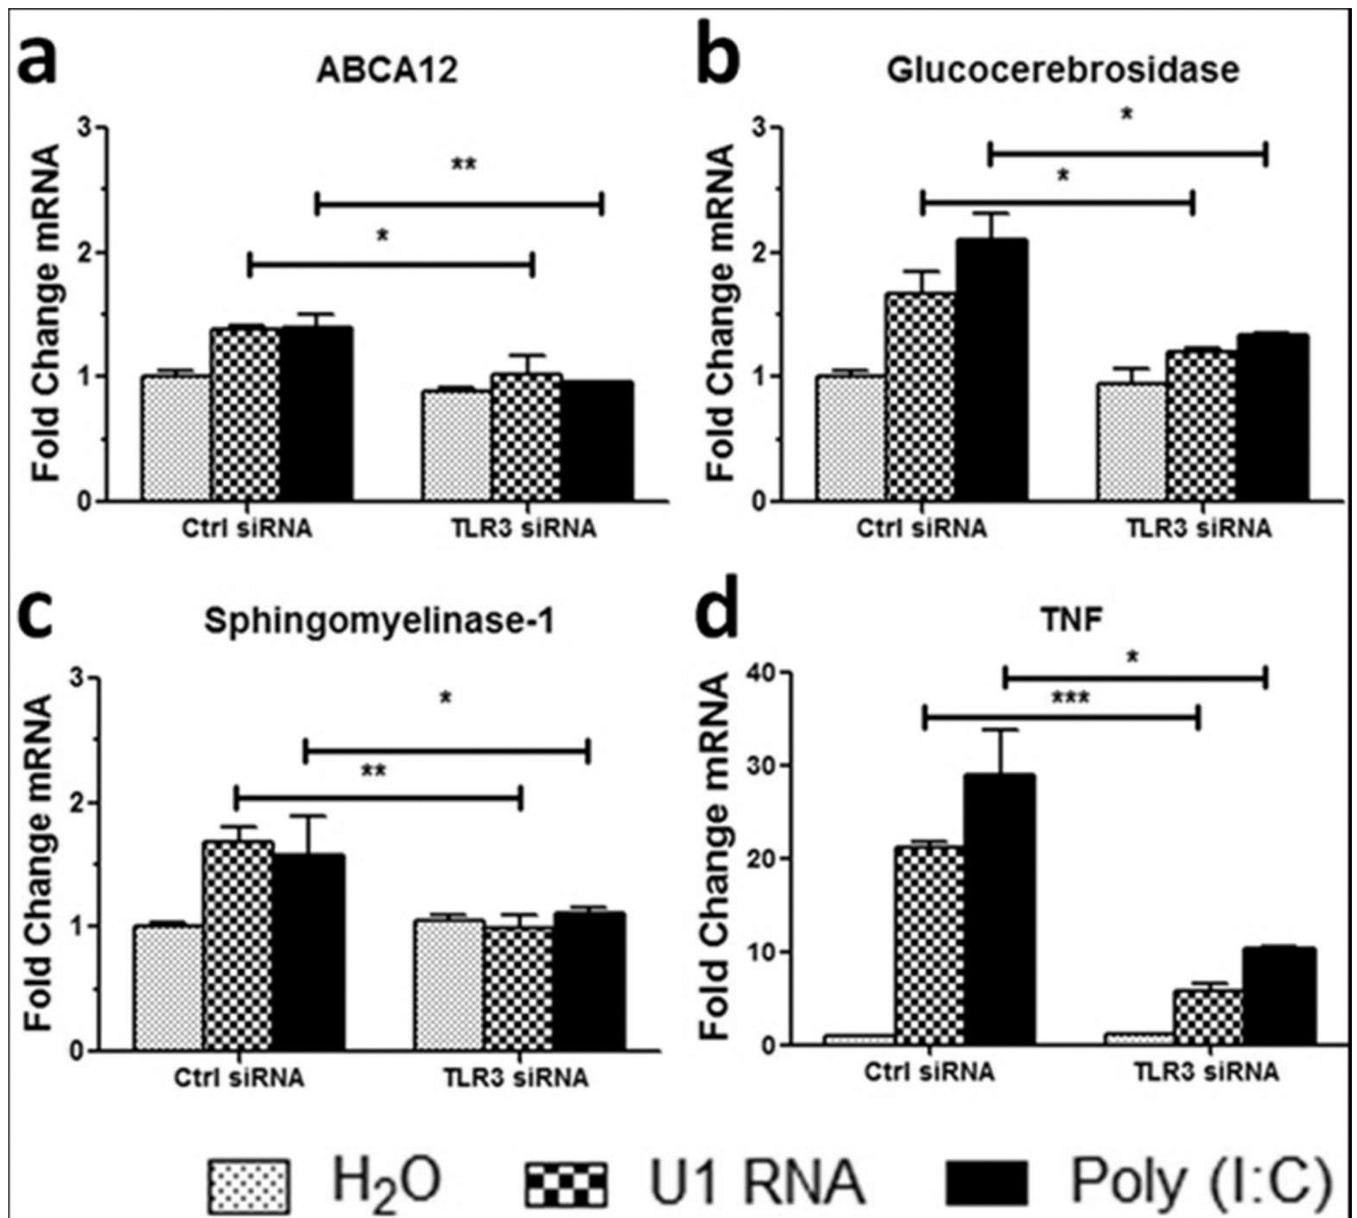 a
ABCA12
Fold Change mRNA
3
2
1
0
**
*
Ctrl siRNA
TLR3 siRNA
b
Glucocerebrosidase
Fold Change mRNA
3
2
1
0
*
*
Ctrl siRNA
TLR3 siRNA
c
Sphingomyelinase-1
Fold Change mRNA
3
2
1
0
*
**
Ctrl siRNA
TLR3 siRNA
d
TNF
Fold Change mRNA
40
30
20
10
0
*
***
Ctrl siRNA
TLR3 siRNA
H₂O
U1 RNA
Poly (I:C)